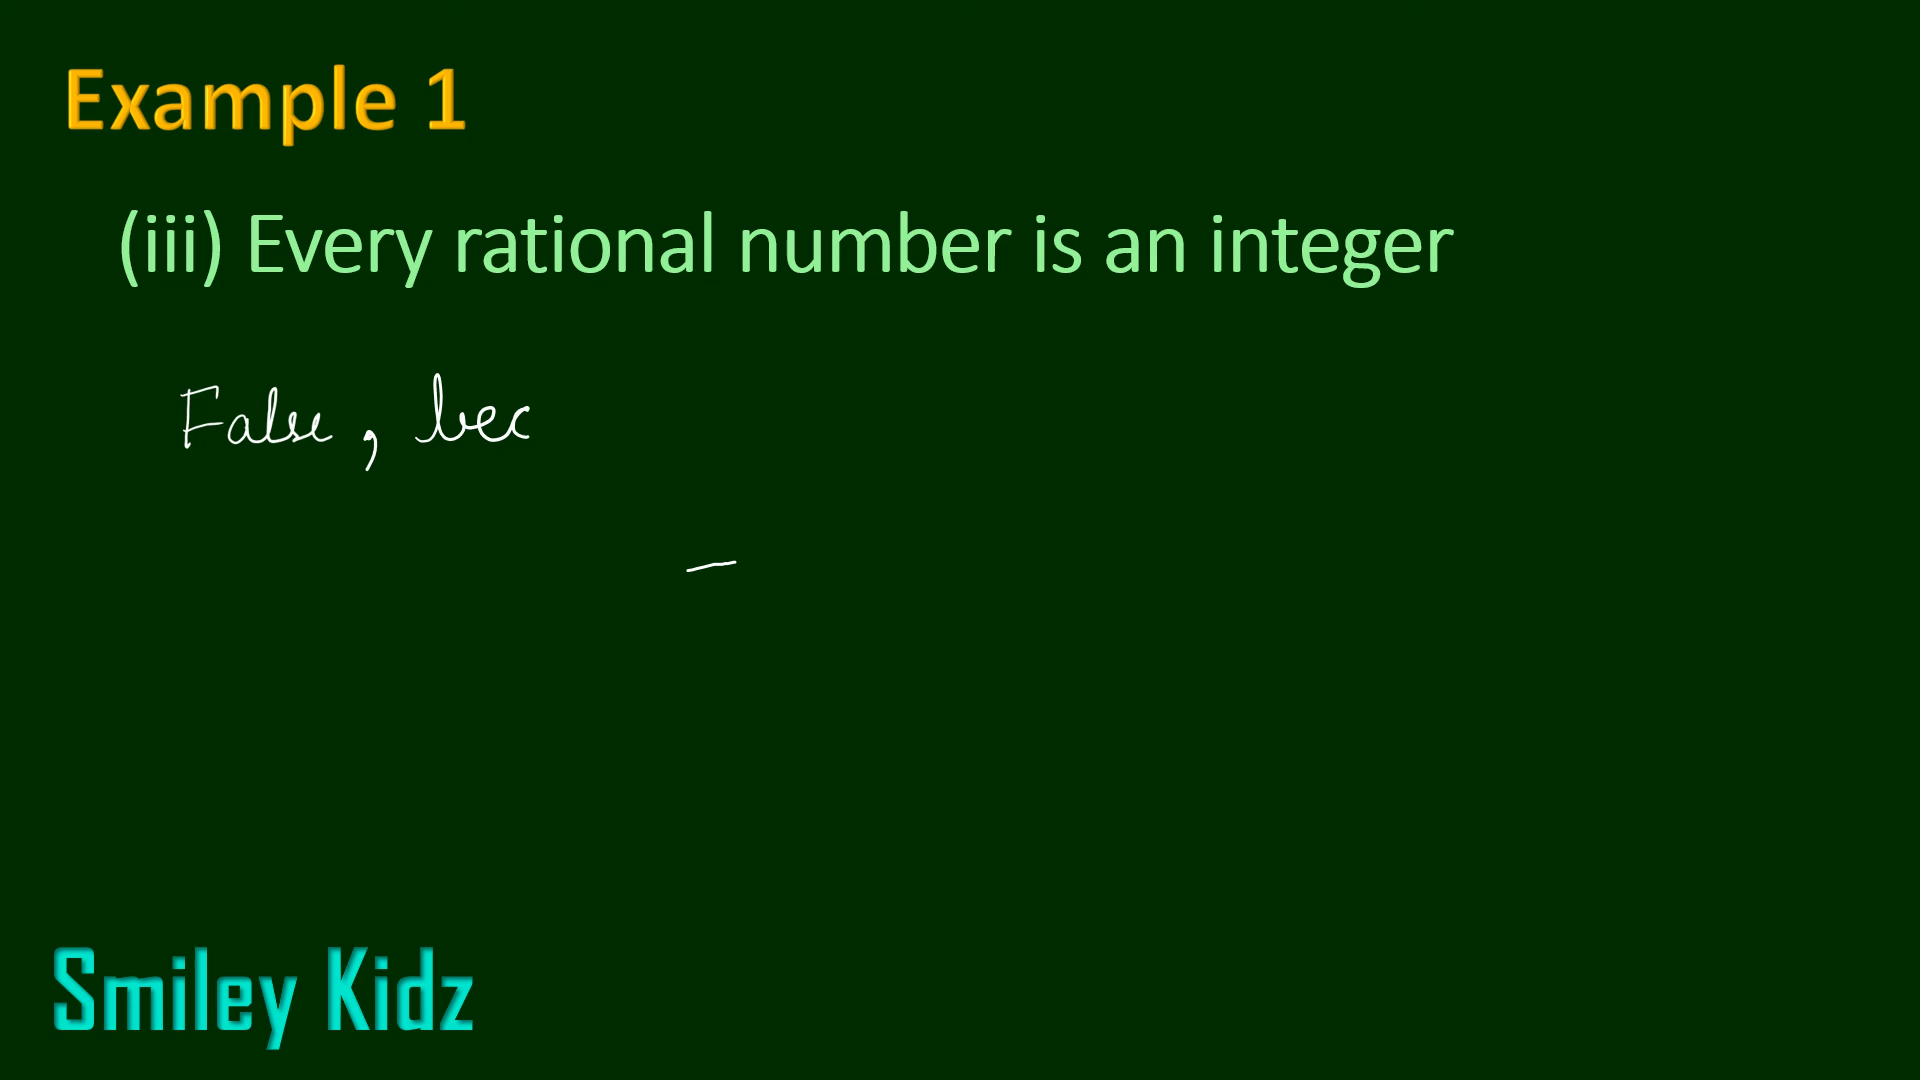 Example 1
(iii) Every rational number is an integer
False, bec
Smiley Kidz